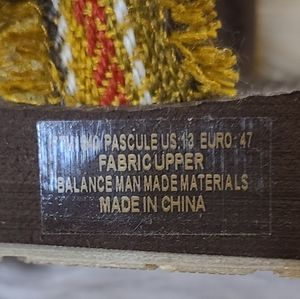 PASCULE US:13 EURO: 47
FABRIC UPPER
BALANCE MAN MADE MATERIALS
MADE IN CHINA